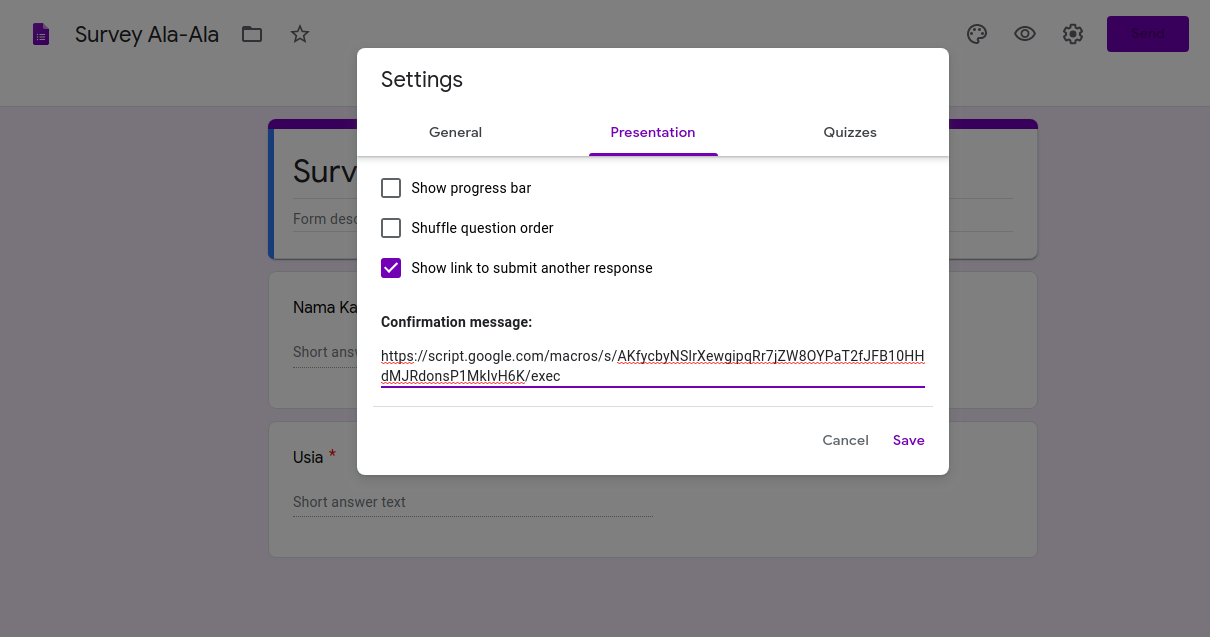 Survey Ala-Ala
Send
Settings
General Presentation Quizzes
Surv
Show progress bar
Form desc
Shuffle question order
Show link to submit another response
Nama Ka
Confirmation message:
Short answ
https://script.google.com/macros/s/AKfycbyNSIrXewgipqRr7jZW8OYPaT2fJFB10HH
dMJRdonsP1MkIvH6K/exec
Cancel Save
Usia *
Short answer text